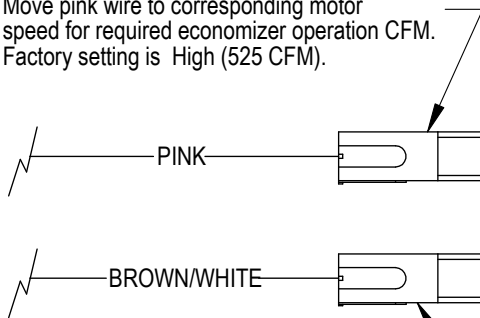 Move pink wire to corresponding motor
speed for required economizer operation CFM.
Factory setting is High (525 CFM).
PINK
BROWN/WHITE